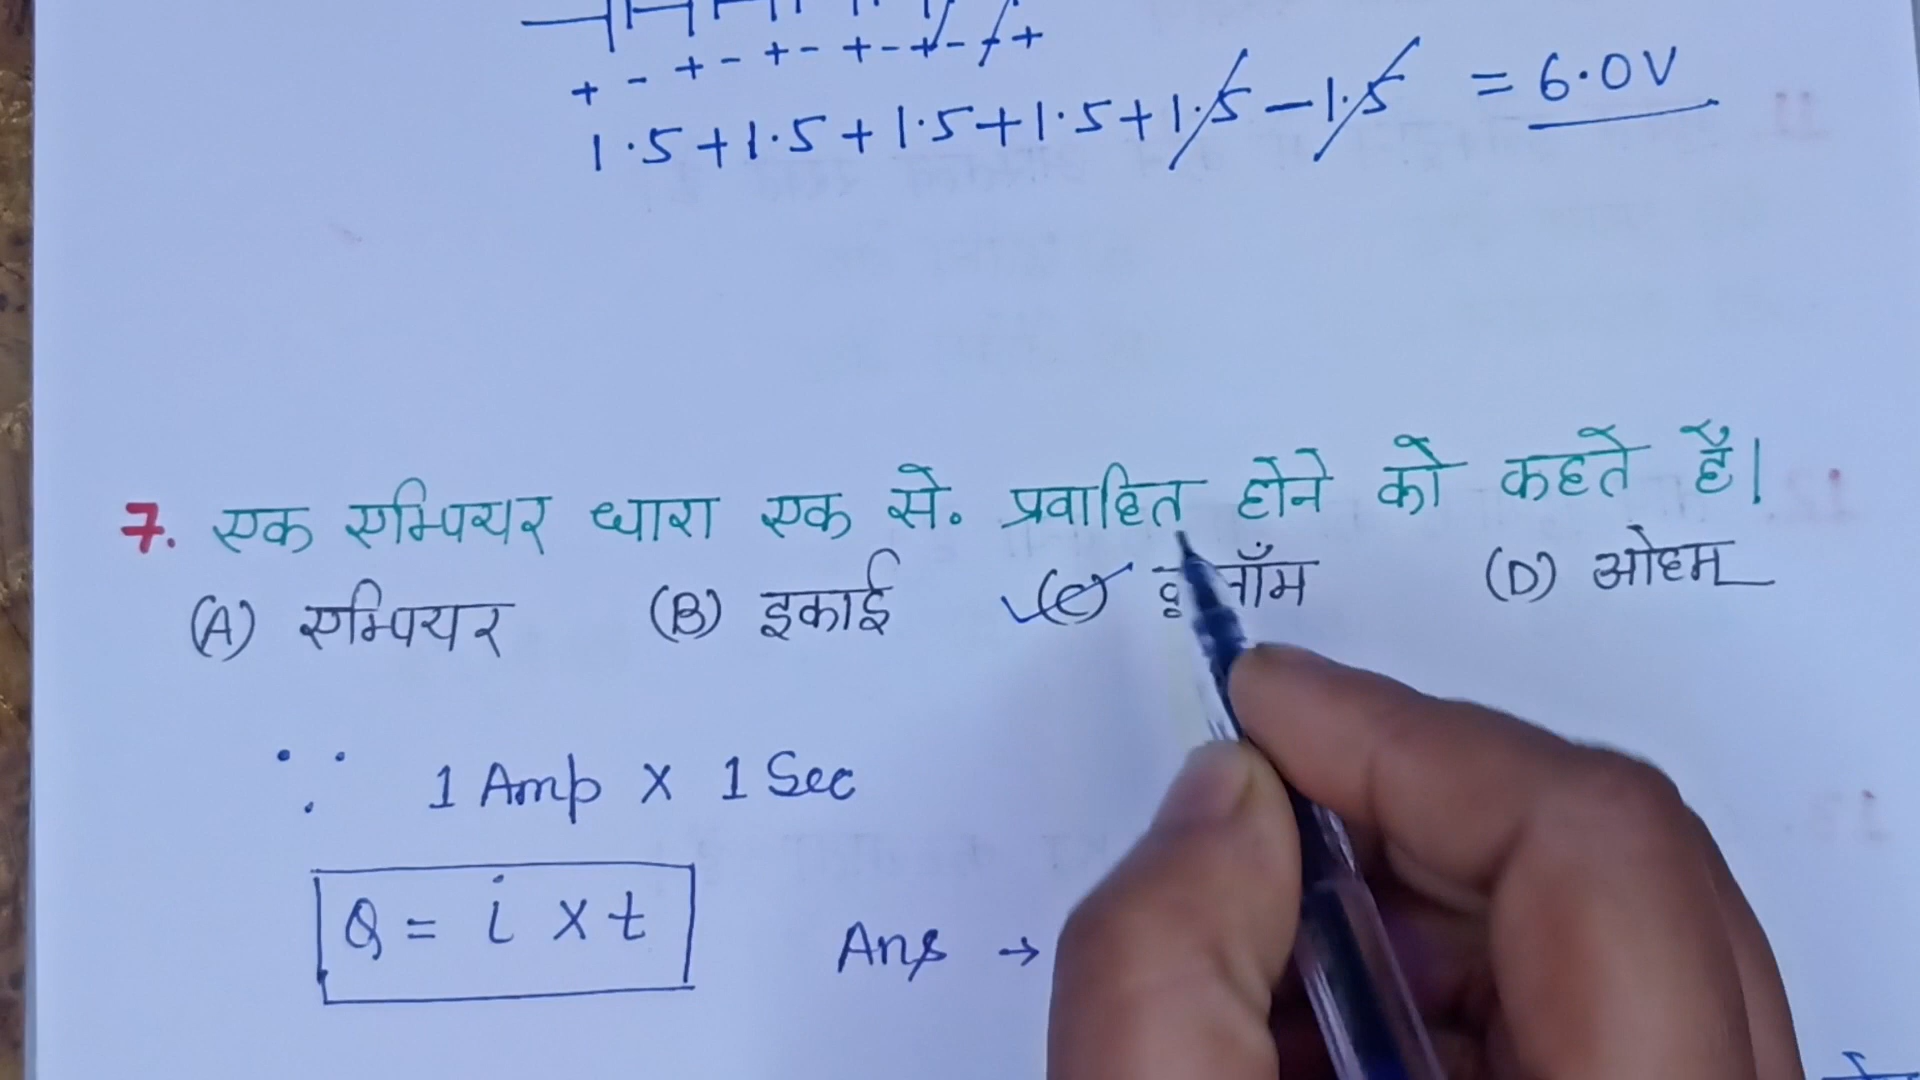 + - + - + - + - + - + +
1.5+1.5+1.5+1.5+1.5-1.5 = 6.0V
7. एक एम्पियर धारा एक से. प्रवाहित होने को कहते हैं।
(A) एम्पियर (B) इकाई (C) (D) ओहम
∵ 1 Amp x 1 Sec
Q = i x t
Ans →